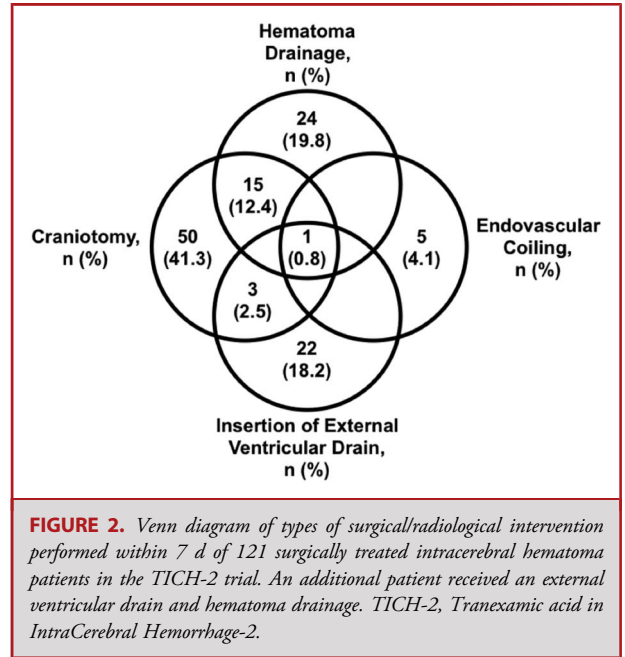 Hematoma
Drainage,
n (%)
24
(19.8)
15
(12.4)
Craniotomy,
n (%)
50
(41.3)
1
(0.8)
5
(4.1)
Endovascular
Coiling,
n (%)
3
(2.5)
22
(18.2)
Insertion of External
Ventricular Drain,
n (%)
FIGURE 2. Venn diagram of types of surgical/radiological intervention
performed within 7 d of 121 surgically treated intracerebral hematoma
patients in the TICH-2 trial. An additional patient received an external
ventricular drain and hematoma drainage. TICH-2, Tranexamic acid in
IntraCerebral Hemorrhage-2.